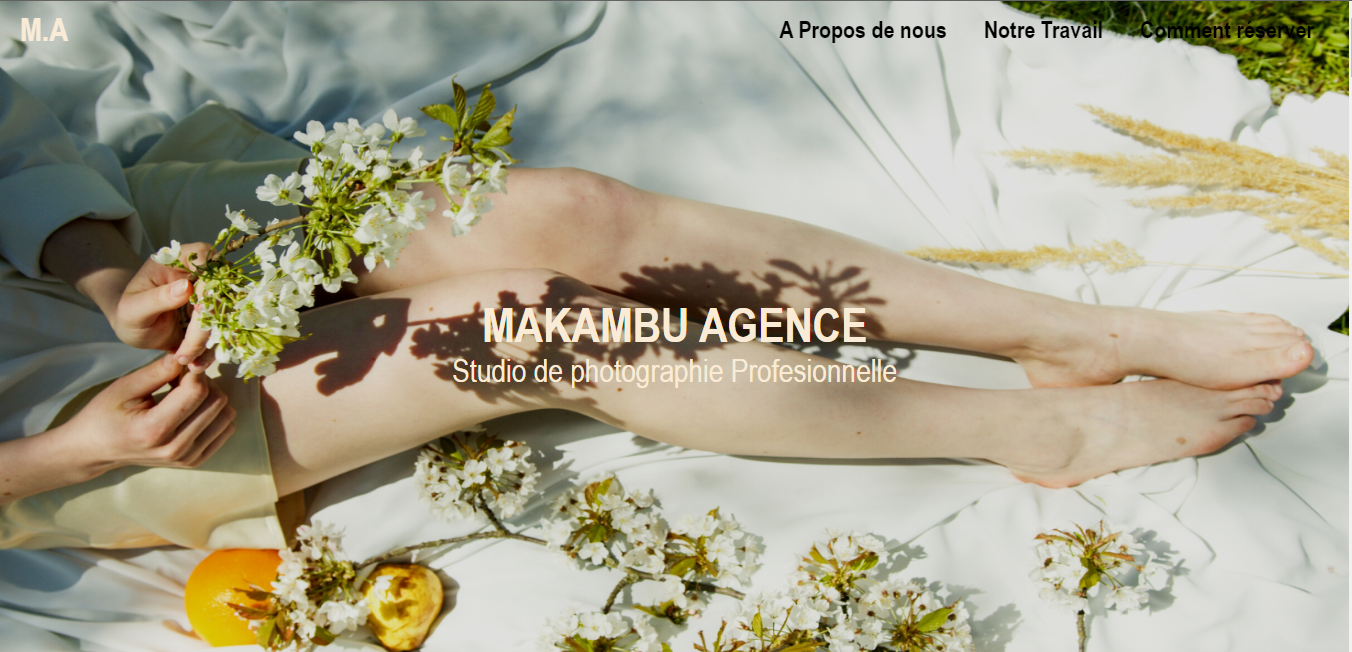 M.A
A Propos de nous Notre Travail Comment réserver
MAKAMBU AGENCE
Studio de photographie Profesionnelle